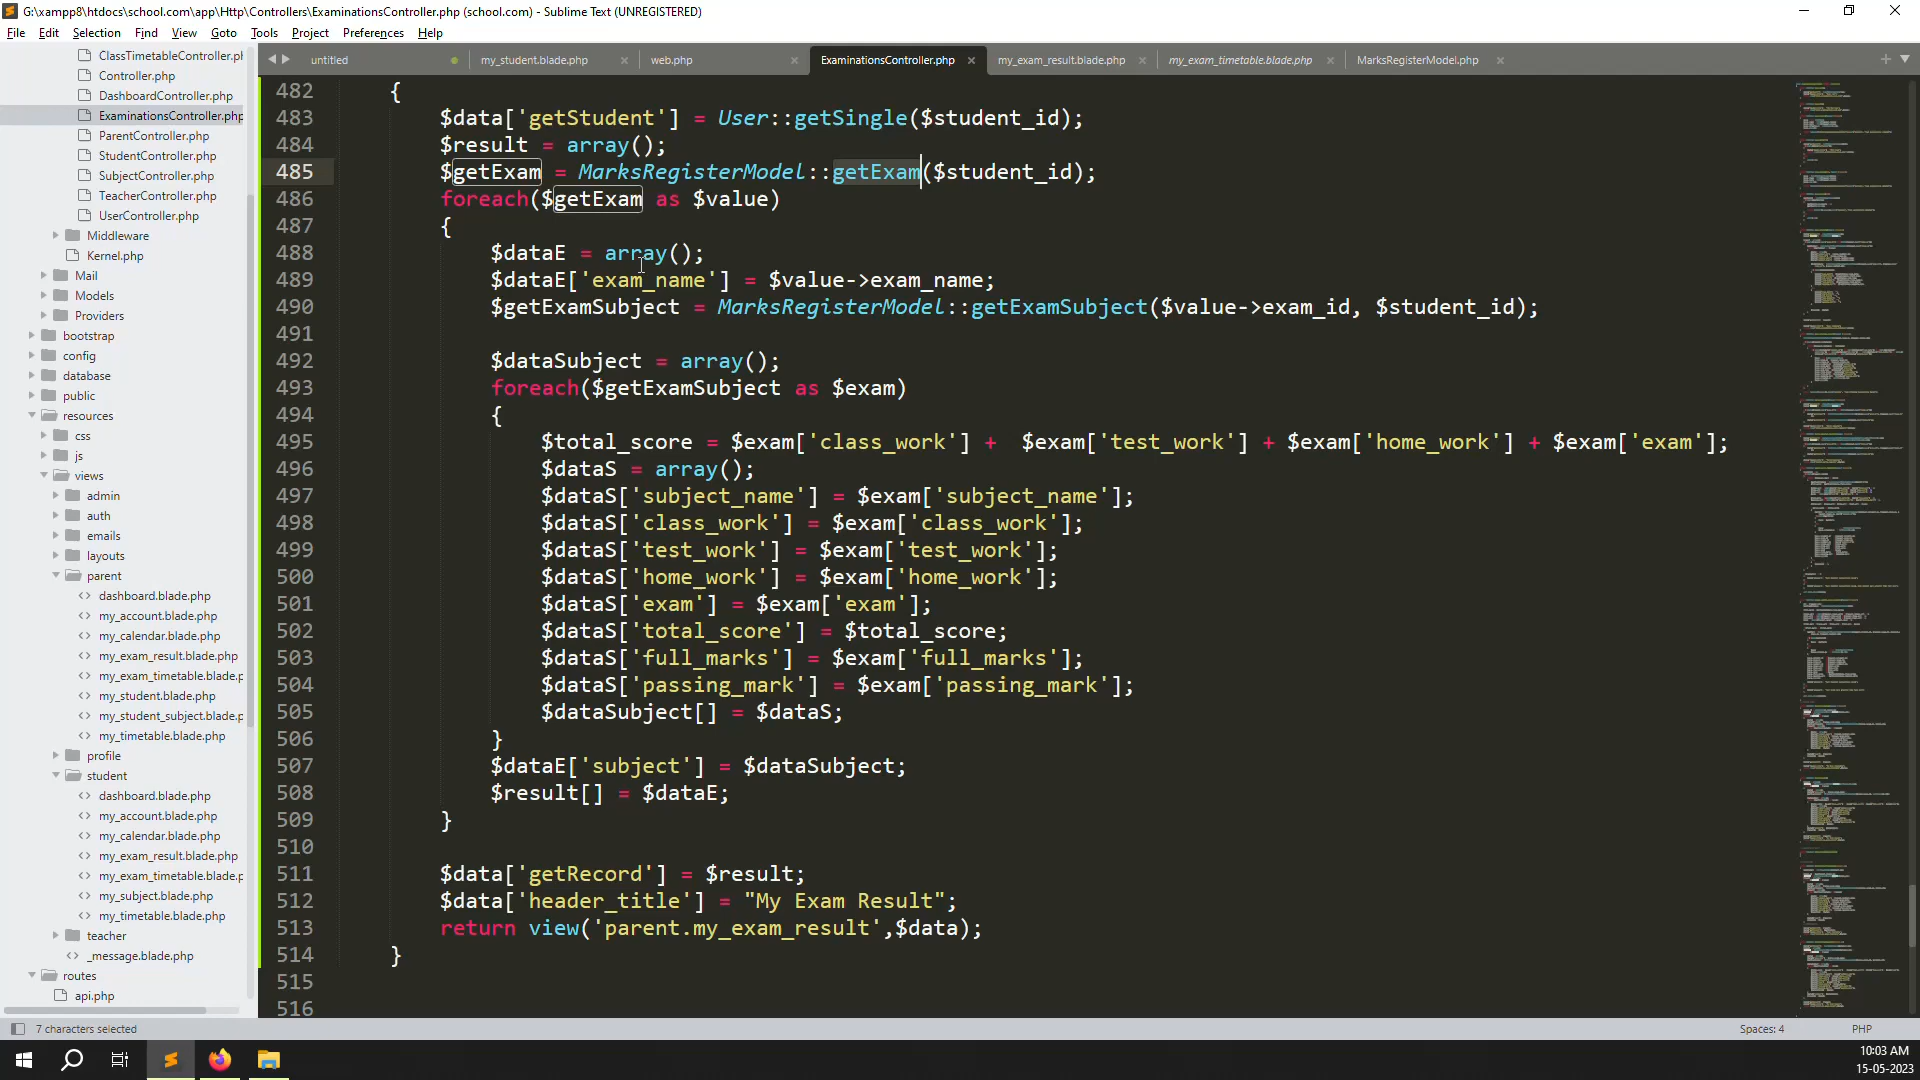 G:\xampp8\htdocs\school.com\app\Http\Controllers\ExaminationsController.php (school.com) - Sublime Text (UNREGISTERED)
File Edit Selection Find View Goto Tools Project Preferences Help
untitled my_student.blade.php web.php ExaminationsController.php my_exam_result.blade.php my_exam_timetable.blade.php MarksRegisterModel.php
ClassTimetableController.ph
Controller.php
DashboardController.php
ExaminationsController.php
ParentController.php
StudentController.php
SubjectController.php
TeacherController.php
UserController.php
Middleware
Kernel.php
Mail
Models
Providers
bootstrap
config
database
public
resources
css
js
views
admin
auth
emails
layouts
parent
dashboard.blade.php
my_account.blade.php
my_calendar.blade.php
my_exam_result.blade.php
my_exam_timetable.blade.p
my_student.blade.php
my_student_subject.blade.p
my_timetable.blade.php
profile
student
dashboard.blade.php
my_account.blade.php
my_calendar.blade.php
my_exam_result.blade.php
my_exam_timetable.blade.p
my_subject.blade.php
my_timetable.blade.php
teacher
_message.blade.php
routes
api.php
482 {
483 $data['getStudent'] = User::getSingle($student_id);
484 $result = array();
485 $getExam = MarksRegisterModel::getExam($student_id);
486 foreach($getExam as $value)
487 {
488 $dataE = array();
489 $dataE['exam_name'] = $value->exam_name;
490 $getExamSubject = MarksRegisterModel::getExamSubject($value->exam_id, $student_id);
491
492 $dataSubject = array();
493 foreach($getExamSubject as $exam)
494 {
495 $total_score = $exam['class_work'] +  $exam['test_work'] + $exam['home_work'] + $exam['exam'];
496 $dataS = array();
497 $dataS['subject_name'] = $exam['subject_name'];
498 $dataS['class_work'] = $exam['class_work'];
499 $dataS['test_work'] = $exam['test_work'];
500 $dataS['home_work'] = $exam['home_work'];
501 $dataS['exam'] = $exam['exam'];
502 $dataS['total_score'] = $total_score;
503 $dataS['full_marks'] = $exam['full_marks'];
504 $dataS['passing_mark'] = $exam['passing_mark'];
505 $dataSubject[] = $dataS;
506 }
507 $dataE['subject'] = $dataSubject;
508 $result[] = $dataE;
509 }
510
511 $data['getRecord'] = $result;
512 $data['header_title'] = "My Exam Result";
513 return view('parent.my_exam_result',$data);
514 }
515
516
7 characters selected Spaces: 4 PHP
10:03 AM
15-05-2023